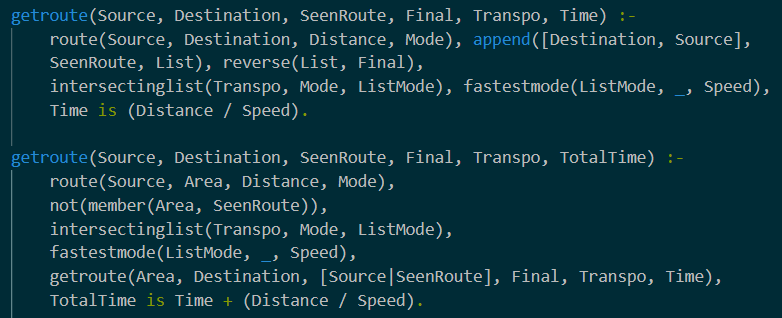 getroute(Source, Destination, SeenRoute, Final, Transpo, Time) :-
route(Source, Destination, Distance, Mode), append([Destination, Source],
SeenRoute, List), reverse(List, Final),
intersectinglist(Transpo, Mode, ListMode), fastestmode(ListMode, _, Speed),
Time is (Distance / Speed).
getroute(Source, Destination, SeenRoute, Final, Transpo, TotalTime) :-
route(Source, Area, Distance, Mode),
not(member(Area, SeenRoute)),
intersectinglist(Transpo, Mode, ListMode),
fastestmode(ListMode, _, Speed),
getroute(Area, Destination, [Source|SeenRoute], Final, Transpo, Time),
TotalTime is Time + (Distance / Speed).